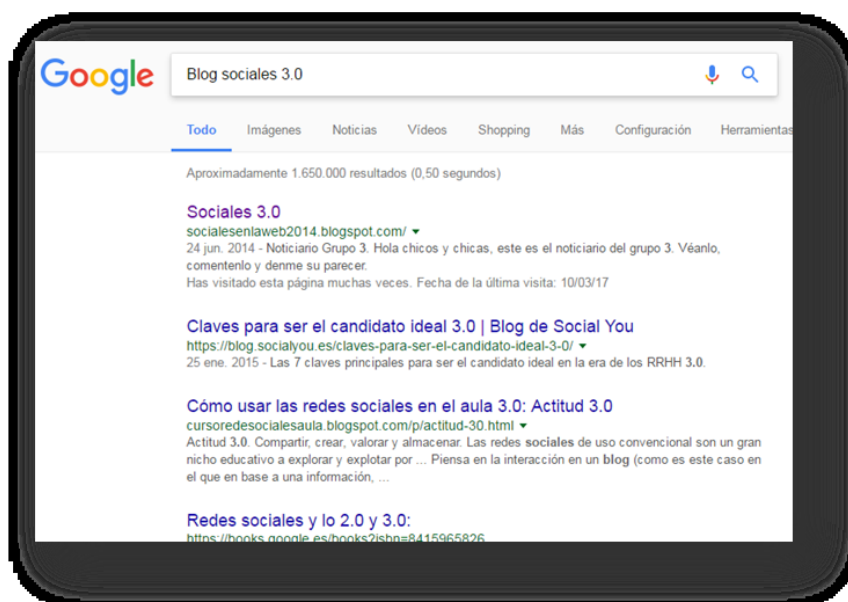 Google
Blog sociales 3.0
Todo Imágenes Noticias Vídeos Shopping Más Configuración Herramientas
Aproximadamente 1.650.000 resultados (0,50 segundos)
Sociales 3.0
socialesenlaweb2014.blogspot.com/
24 jun. 2014 - Noticiario Grupo 3. Hola chicos y chicas, este es el noticiario del grupo 3. Véanlo,
comentenlo y denme su parecer.
Has visitado esta página muchas veces. Fecha de la última visita: 10/03/17
Claves para ser el candidato ideal 3.0 | Blog de Social You
https://blog.socialyou.es/claves-para-ser-el-candidato-ideal-3-0/
25 ene. 2015 - Las 7 claves principales para ser el candidato ideal en la era de los RRHH 3.0.
Cómo usar las redes sociales en el aula 3.0: Actitud 3.0
cursoredesocialesaula.blogspot.com/p/actitud-30.html
Actitud 3.0. Compartir, crear, valorar y almacenar. Las redes sociales de uso convencional son un gran
nicho educativo a explorar y explotar por ... Piensa en la interacción en un blog (como es este caso en
el que en base a una información, ...
Redes sociales y lo 2.0 y 3.0:
https://books.google.es/books?isbn=8415965826